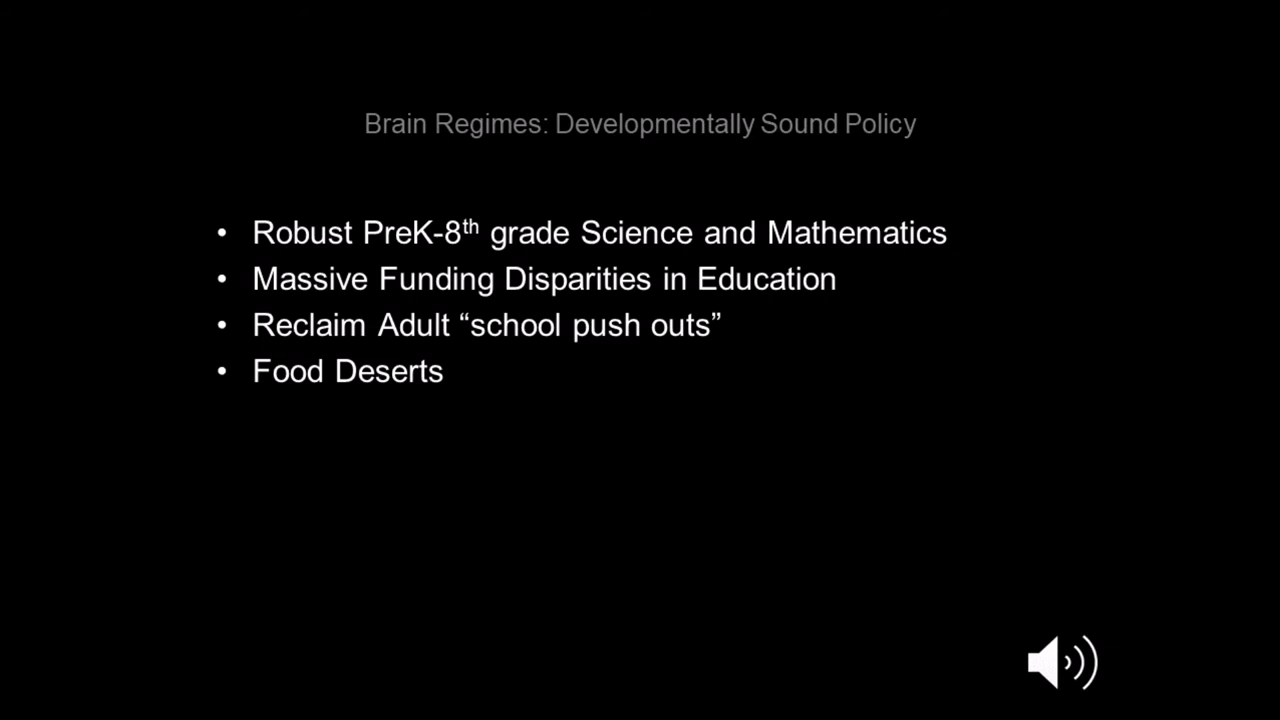 Brain Regimes: Developmentally Sound Policy
• Robust PreK-8th grade Science and Mathematics
• Massive Funding Disparities in Education
• Reclaim Adult “school push outs”
• Food Deserts